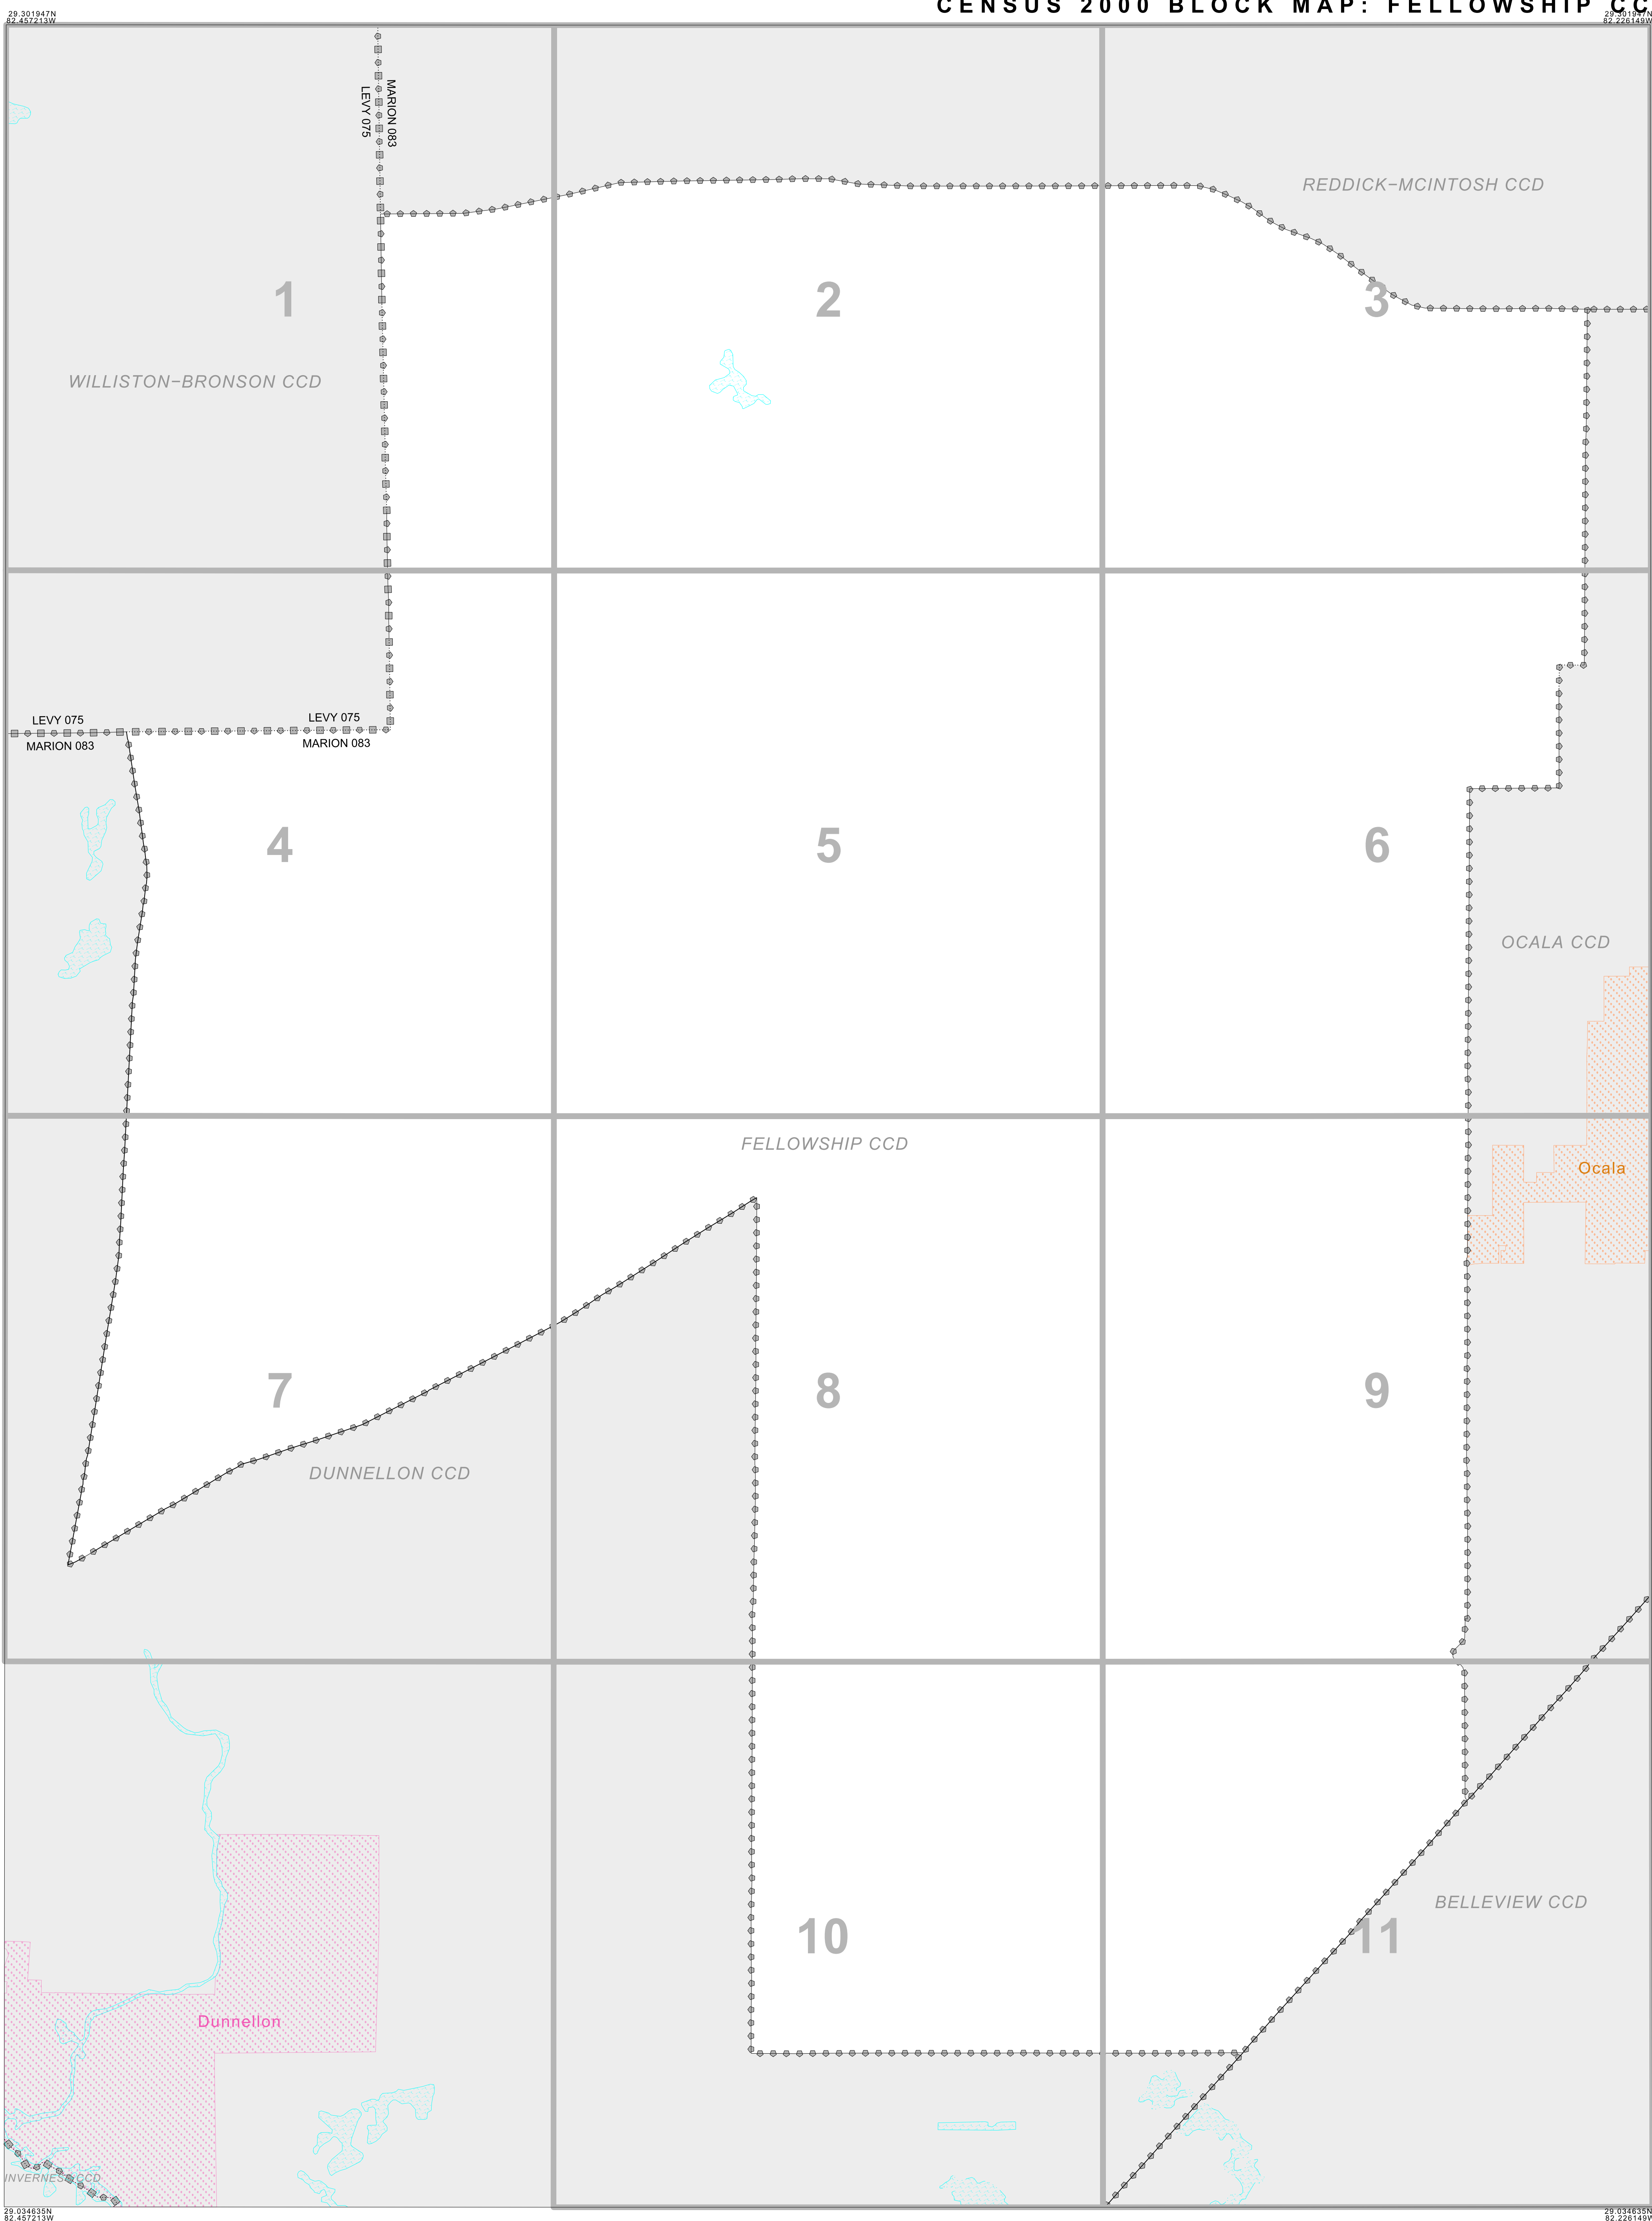 CENSUS 2000 BLOCK MAP: FELLOWSHIP CC
29.301947N
82.457213W
29.301947N
82.226149W
MARION 083
LEVY 075
REDDICK-MCINTOSH CCD
1
2
3
WILLISTON-BRONSON CCD
LEVY 075
MARION 083
LEVY 075
MARION 083
4
5
6
OCALA CCD
FELLOWSHIP CCD
Ocala
7
8
9
DUNNELLON CCD
BELLEVIEW CCD
10
11
Dunnellon
INVERNESS CCD
29.034635N
82.457213W
29.034635N
82.226149W